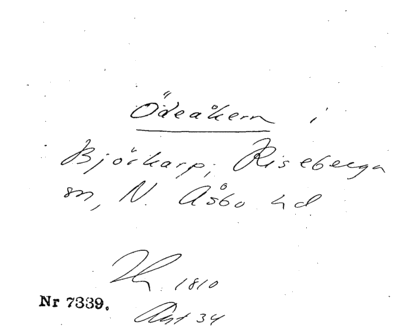 Ödeåkern i
Björkarp, Riseberga
sn, N. Åsbo hd
1810
Nr 7339.
Akt 34